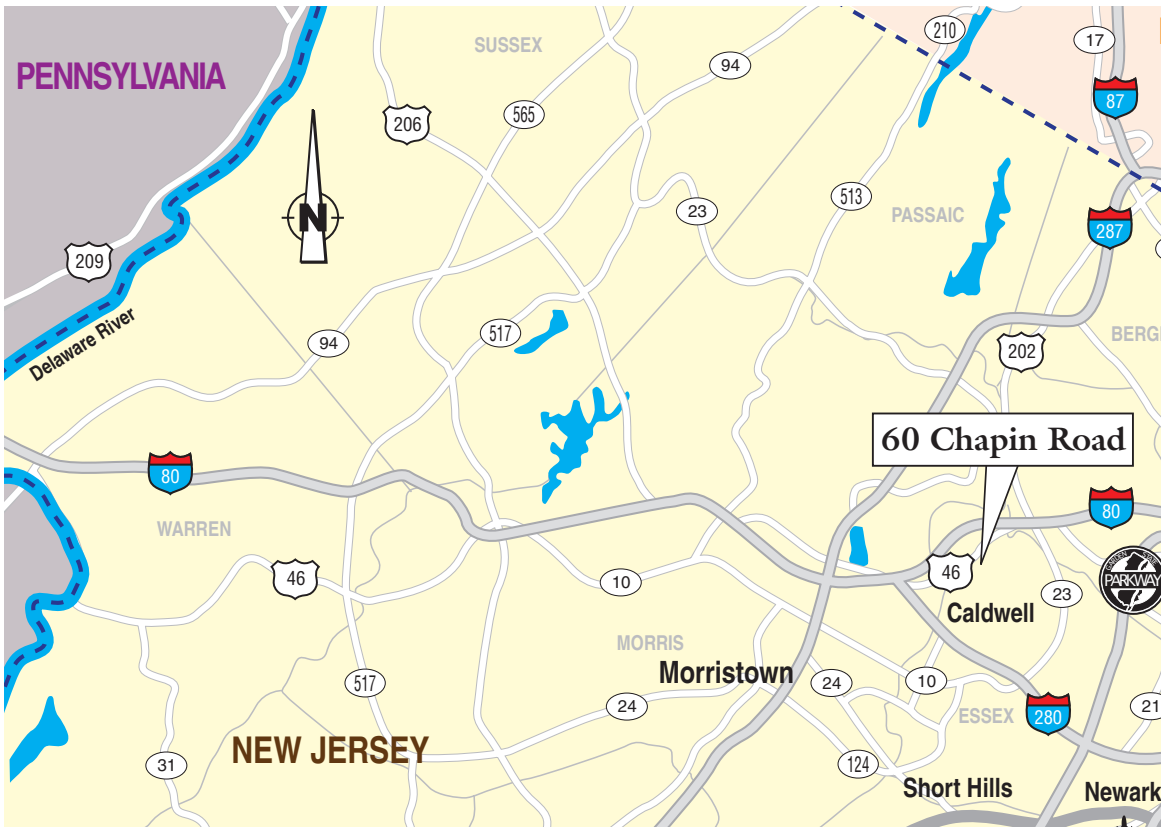 SUSSEX
210
17
PENNSYLVANIA
94
87
565
206
N
513
23
PASSAIC
287
209
Delaware River
517
94
202
BERG
60 Chapin Road
80
80
WARREN
46
10
46
GARDEN STATE
PARKWAY
23
Caldwell
MORRIS
Morristown
517
24
10
24
ESSEX
280
21
NEW JERSEY
31
124
Short Hills
Newark